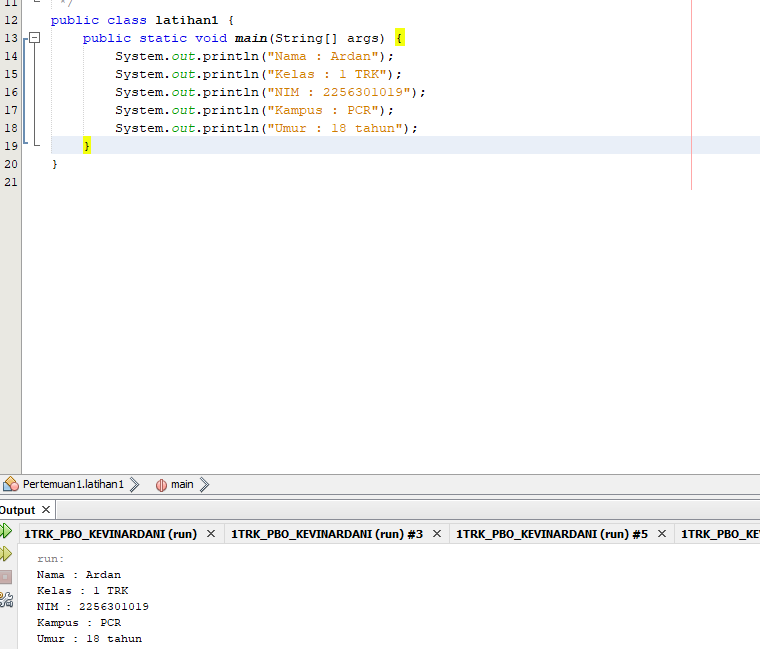 11 */
12 public class latihan1 {
13 public static void main(String[] args) {
14 System.out.println("Nama : Ardan");
15 System.out.println("Kelas : 1 TRK");
16 System.out.println("NIM : 2256301019");
17 System.out.println("Kampus : PCR");
18 System.out.println("Umur : 18 tahun");
19 }
20 }
21
Pertemuan1.latihan1 main
Output
1TRK_PBO_KEVINARDANI (run) 1TRK_PBO_KEVINARDANI (run) #3 1TRK_PBO_KEVINARDANI (run) #5 1TRK_PBO_KE
run:
Nama : Ardan
Kelas : 1 TRK
NIM : 2256301019
Kampus : PCR
Umur : 18 tahun